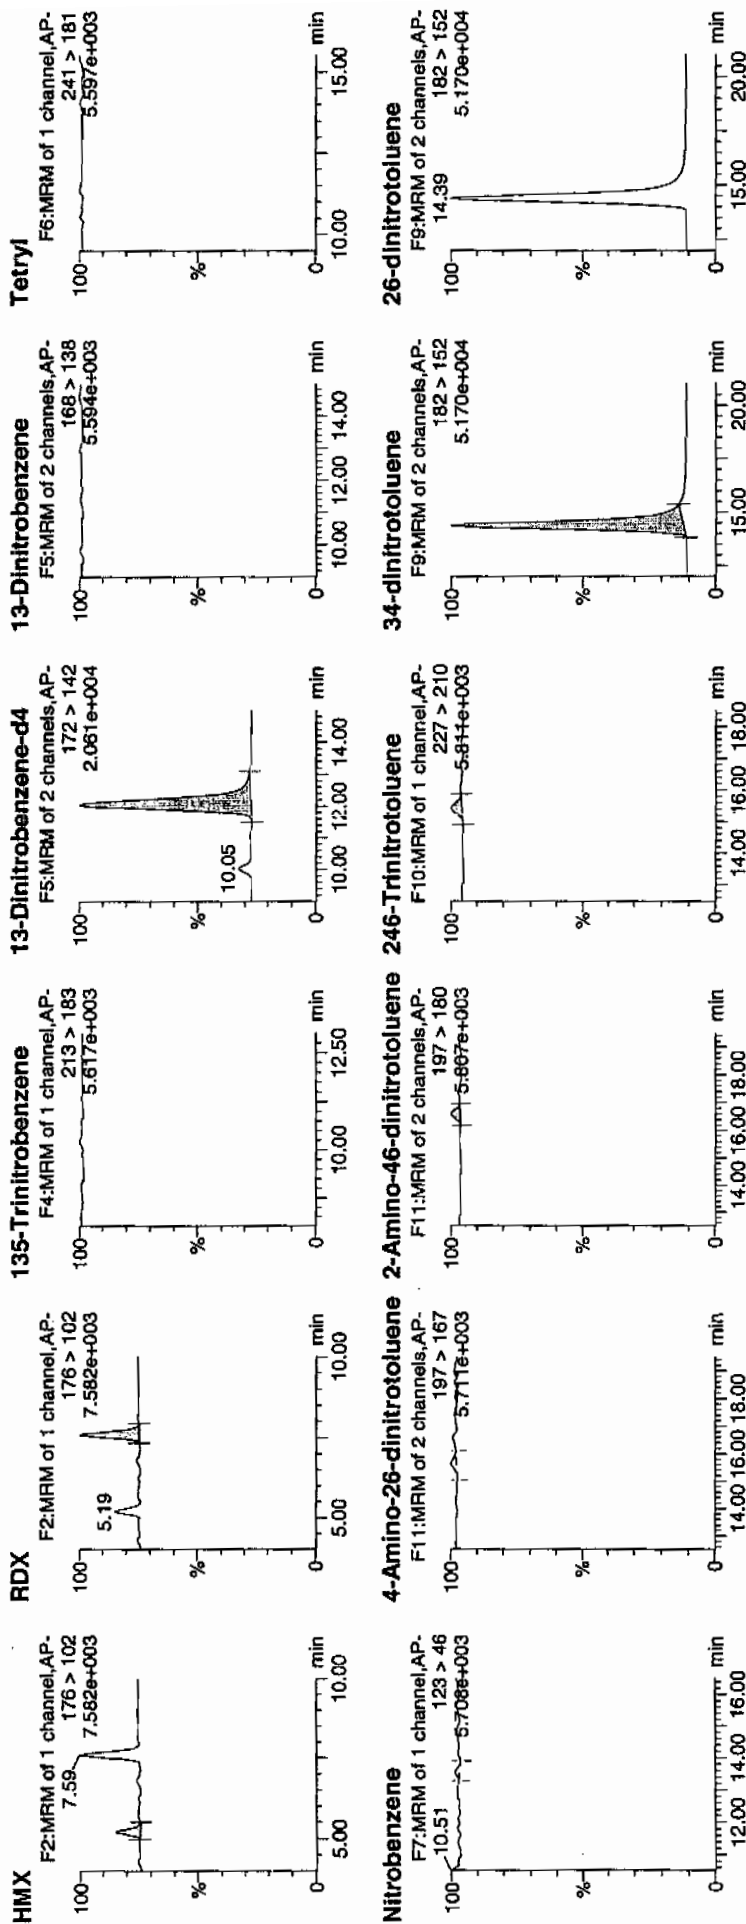 HMX
F2:MRM of 1 channel,AP-
176 > 102
7.582e+003
7.59
100
%
0
5.00 10.00 min
RDX
F2:MRM of 1 channel,AP-
176 > 102
7.582e+003
5.19
100
%
0
5.00 10.00 min
135-Trinitrobenzene
F4:MRM of 1 channel,AP-
213 > 183
5.617e+003
100
%
0
10.00 12.50 min
13-Dinitrobenzene-d4
F5:MRM of 2 channels,AP-
172 > 142
2.061e+004
10.05
100
%
0
10.00 12.00 14.00 min
13-Dinitrobenzene
F5:MRM of 2 channels,AP-
168 > 138
5.594e+003
100
%
0
10.00 12.00 14.00 min
Tetryl
F6:MRM of 1 channel,AP-
241 > 181
5.597e+003
100
%
0
10.00 15.00 min
Nitrobenzene
F7:MRM of 1 channel,AP-
10.51 123 > 46
5.708e+003
100
%
0
12.00 14.00 16.00 min
4-Amino-26-dinitrotoluene
F11:MRM of 2 channels,AP-
197 > 167
5.711e+003
100
%
0
14.00 16.00 18.00 min
2-Amino-46-dinitrotoluene
F11:MRM of 2 channels,AP-
197 > 180
5.807e+003
100
%
0
14.00 16.00 18.00 min
246-Trinitrotoluene
F10:MRM of 1 channel,AP-
227 > 210
5.811e+003
100
%
0
14.00 16.00 18.00 min
34-dinitrotoluene
F9:MRM of 2 channels,AP-
182 > 152
5.170e+004
100
%
0
15.00 20.00 min
26-dinitrotoluene
F9:MRM of 2 channels,AP-
14.39 182 > 152
5.170e+004
100
%
0
15.00 20.00 min